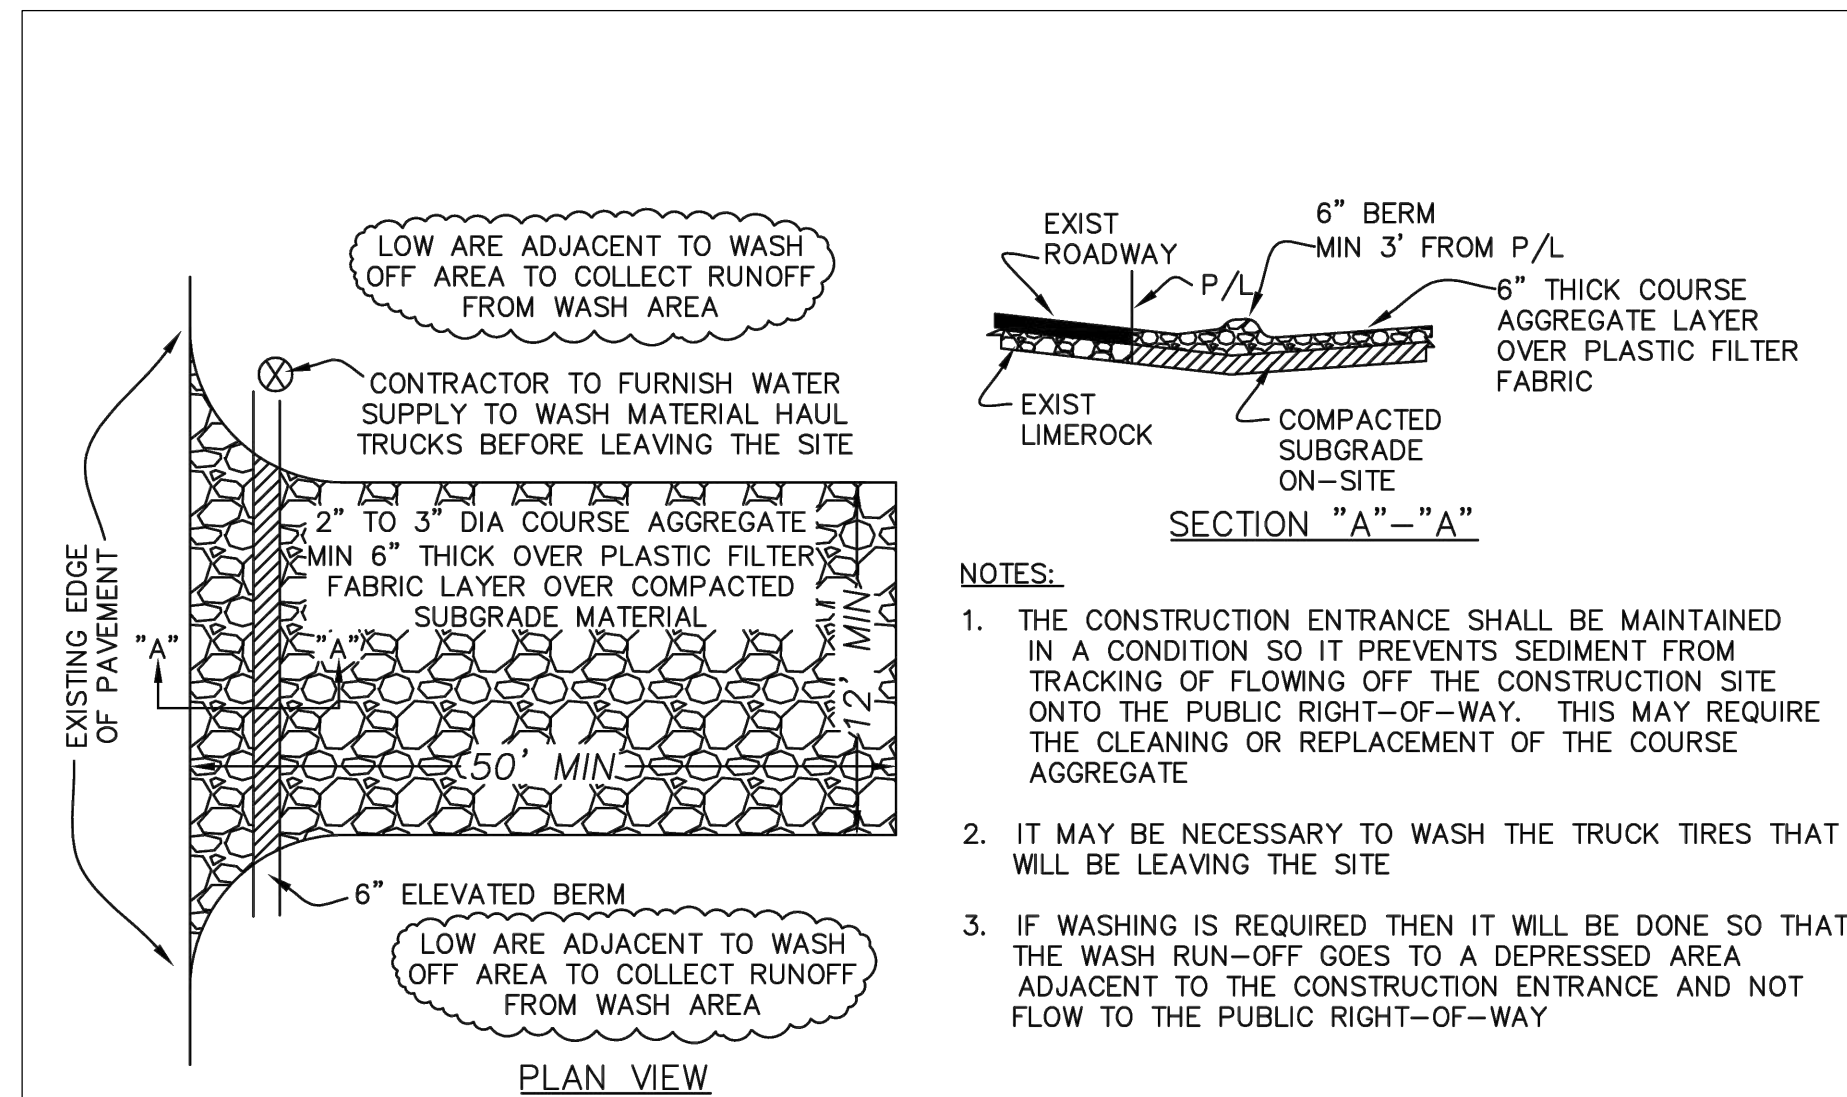 LOW ARE ADJACENT TO WASH
OFF AREA TO COLLECT RUNOFF
FROM WASH AREA
CONTRACTOR TO FURNISH WATER
SUPPLY TO WASH MATERIAL HAUL
TRUCKS BEFORE LEAVING THE SITE
2" TO 3" DIA COURSE AGGREGATE
MIN 6" THICK OVER PLASTIC FILTER
FABRIC LAYER OVER COMPACTED
SUBGRADE MATERIAL
EXISTING EDGE
OF PAVEMENT
"A"
"A"
12' MIN
50' MIN
6" ELEVATED BERM
LOW ARE ADJACENT TO WASH
OFF AREA TO COLLECT RUNOFF
FROM WASH AREA
PLAN VIEW
EXIST
ROADWAY
P/L
6" BERM
MIN 3' FROM P/L
6" THICK COURSE
AGGREGATE LAYER
OVER PLASTIC FILTER
FABRIC
EXIST
LIMEROCK
COMPACTED
SUBGRADE
ON-SITE
SECTION "A"-"A"
NOTES:
1. THE CONSTRUCTION ENTRANCE SHALL BE MAINTAINED
IN A CONDITION SO IT PREVENTS SEDIMENT FROM
TRACKING OF FLOWING OFF THE CONSTRUCTION SITE
ONTO THE PUBLIC RIGHT-OF-WAY. THIS MAY REQUIRE
THE CLEANING OR REPLACEMENT OF THE COURSE
AGGREGATE
2. IT MAY BE NECESSARY TO WASH THE TRUCK TIRES THAT
WILL BE LEAVING THE SITE
3. IF WASHING IS REQUIRED THEN IT WILL BE DONE SO THAT
THE WASH RUN-OFF GOES TO A DEPRESSED AREA
ADJACENT TO THE CONSTRUCTION ENTRANCE AND NOT
FLOW TO THE PUBLIC RIGHT-OF-WAY